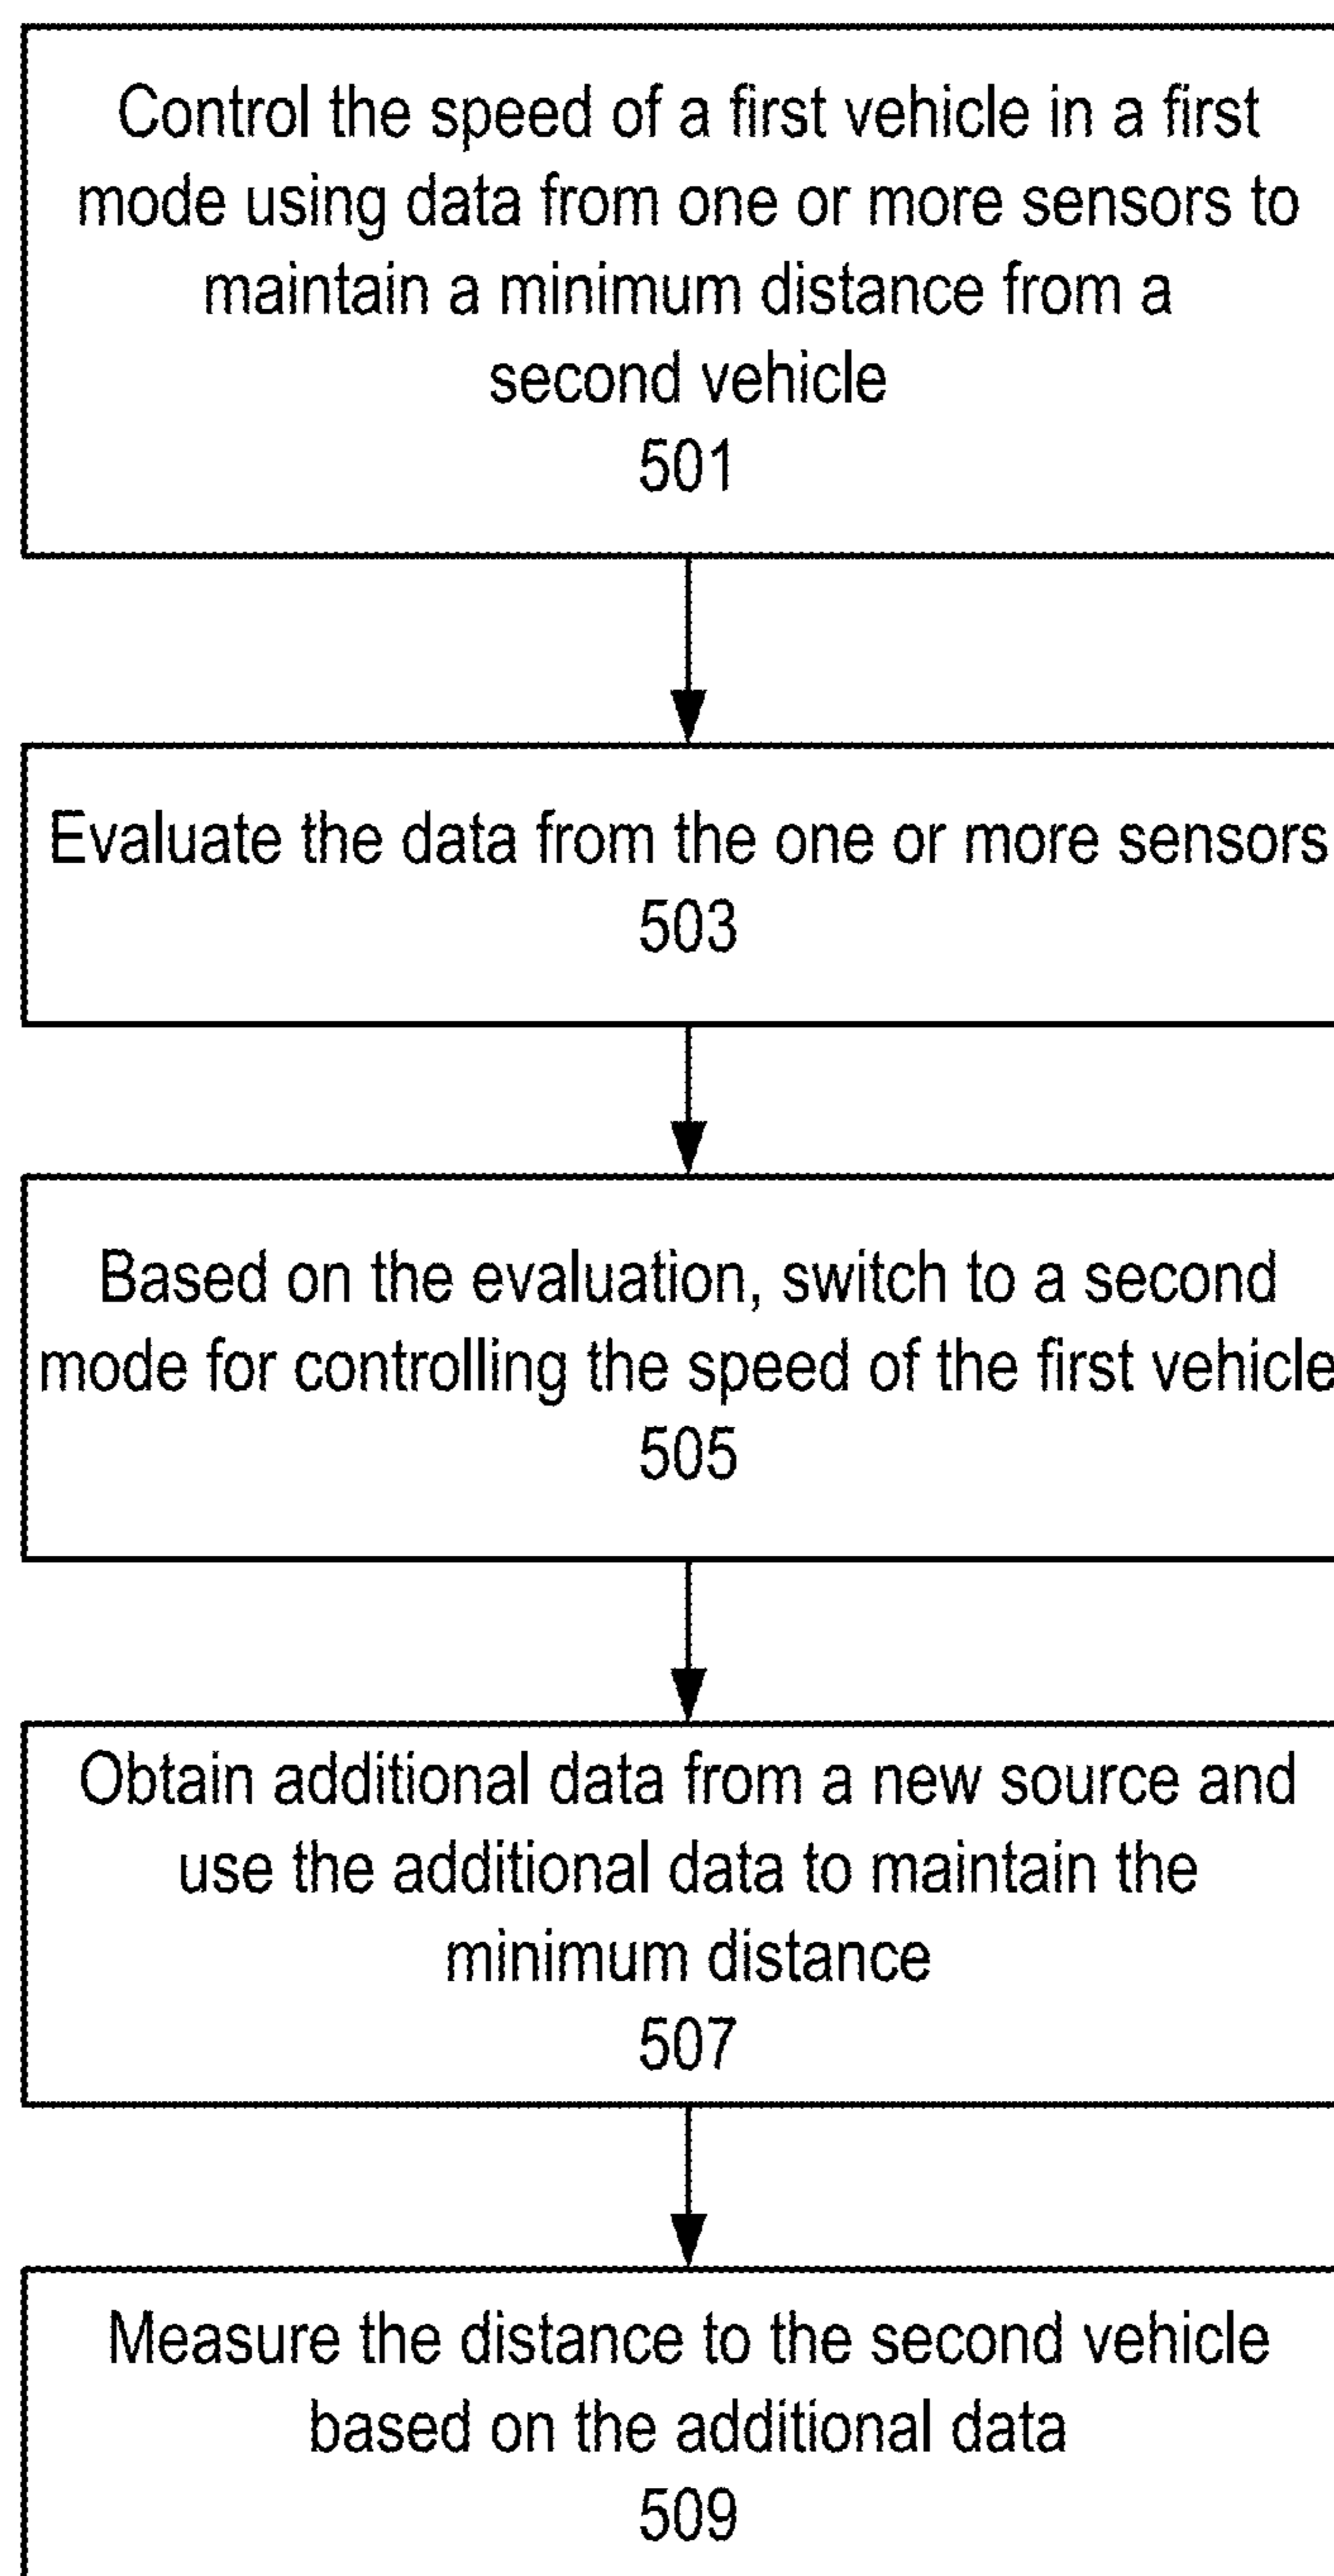 Control the speed of a first vehicle in a first
mode using data from one or more sensors to
maintain a minimum distance from a
second vehicle
501
Evaluate the data from the one or more sensors
503
Based on the evaluation, switch to a second
mode for controlling the speed of the first vehicle
505
Obtain additional data from a new source and
use the additional data to maintain the
minimum distance
507
Measure the distance to the second vehicle
based on the additional data
509